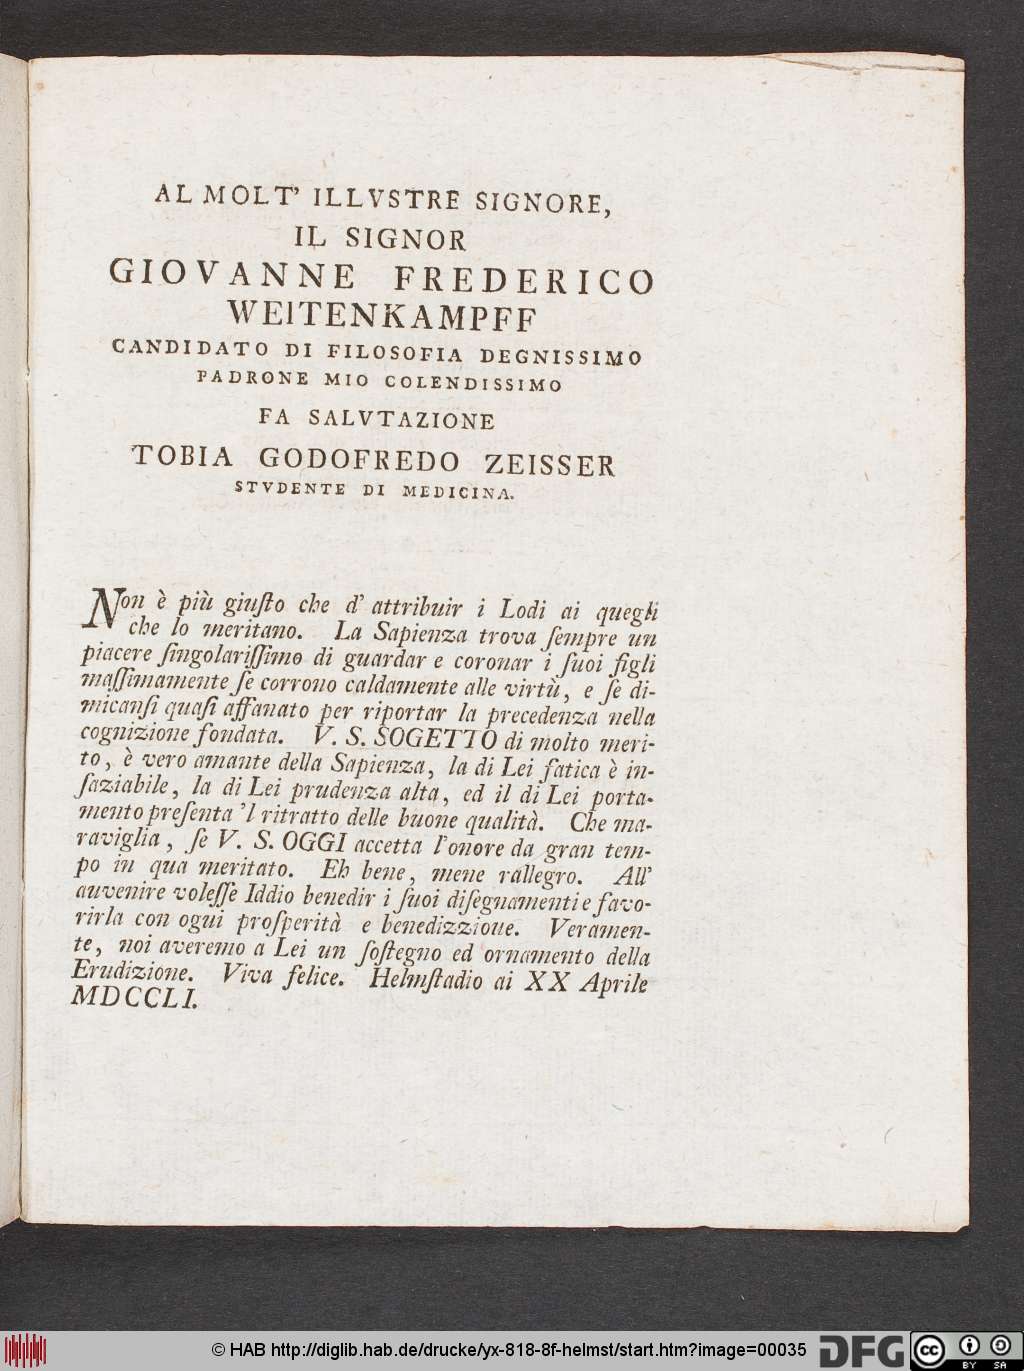 AL MOLT' ILLVSTRE SIGNORE,
IL SIGNOR
GIOVANNE FREDERICO
WEITENKAMPFF
CANDIDATO DI FILOSOFIA DEGNISSIMO
PADRONE MIO COLENDISSIMO
FA SALVTAZIONE
TOBIA GODOFREDO ZEISSER
STVDENTE DI MEDICINA.
Non è più giuſto che d' attribuir i Lodi ai quegli
che lo meritano. La Sapienza trova ſempre un
piacere ſingolariſſimo di guardar e coronar i ſuoi figli
maſſimamente ſe corrono caldamente alle virtù, e ſe di-
micanſi quaſi affanato per riportar la precedenza nella
cognizione fondata. V. S. SOGETTO di molto meri-
to, è vero amante della Sapienza, la di Lei fatica è in-
ſaziabile, la di Lei prudenza alta, ed il di Lei porta-
mento preſenta 'l ritratto delle buone qualità. Che ma-
raviglia, ſe V. S. OGGI accetta l'onore da gran tem-
po in qua meritato. Eh bene, mene rallegro. All'
auvenire voleſſe Iddio benedir i ſuoi diſegnamenti e favo-
rirla con ogui proſperità e benedizzioue. Veramen-
te, noi averemo a Lei un ſoſtegno ed ornamento della
Erudizione. Viva felice. Helmſtadio ai XX Aprile
MDCCLI.
© HAB http://diglib.hab.de/drucke/yx-818-8f-helmst/start.htm?image=00035
DFG
cc
BY SA